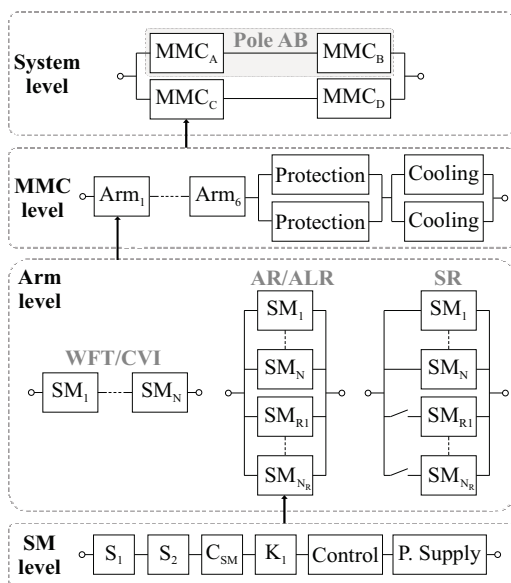 System level
Pole AB
MMC_A
MMC_B
MMC_C
MMC_D
MMC level
Arm_1
Arm_6
Protection
Cooling
Protection
Cooling
Arm level
WFT/CVI
SM_1
SM_N
AR/ALR
SM_1
SM_N
SM_R1
SM_N_R
SR
SM_1
SM_N
SM_R1
SM_N_R
SM level
S_1
S_2
C_SM
K_1
Control
P. Supply